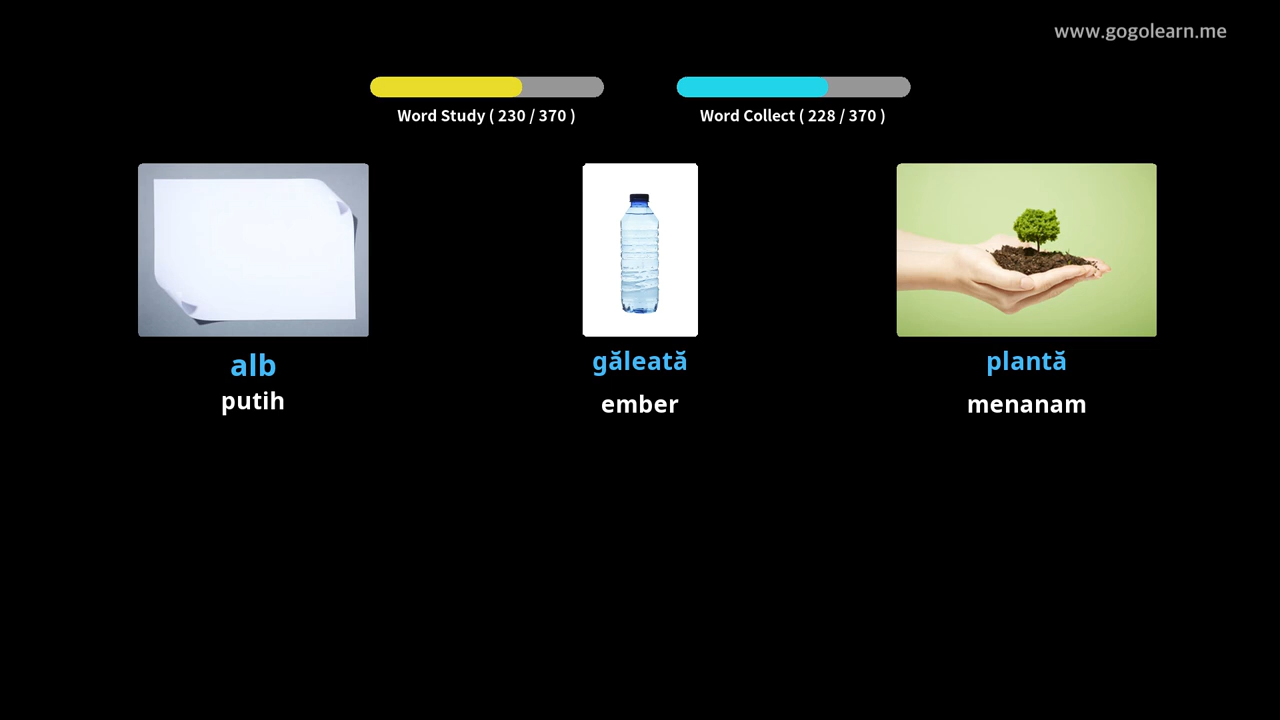 www.gogolearn.me
Word Study ( 230 / 370 )
Word Collect ( 228 / 370 )
alb
putih
găleată
ember
plantă
menanam